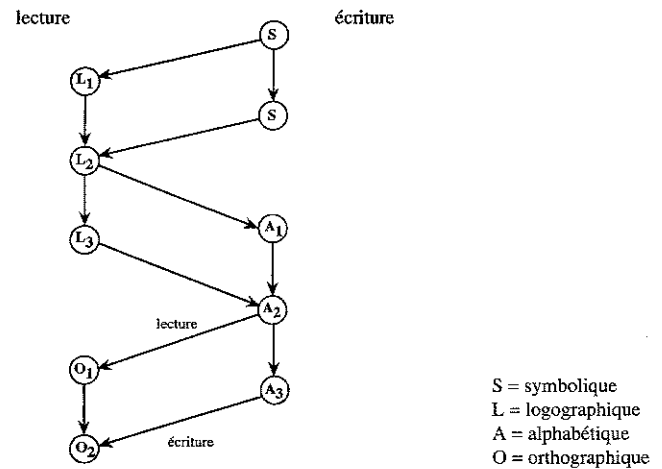 lecture
écriture
S
L1
S
L2
A1
L3
A2
lecture
O1
A3
écriture
O2
S = symbolique
L = logographique
A = alphabétique
O = orthographique